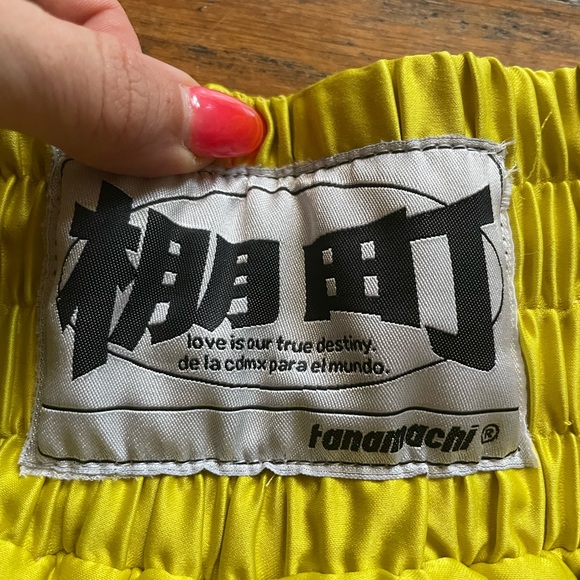 棚町
love is our true destiny.
de la cdmx para el mundo.
tanamachi®